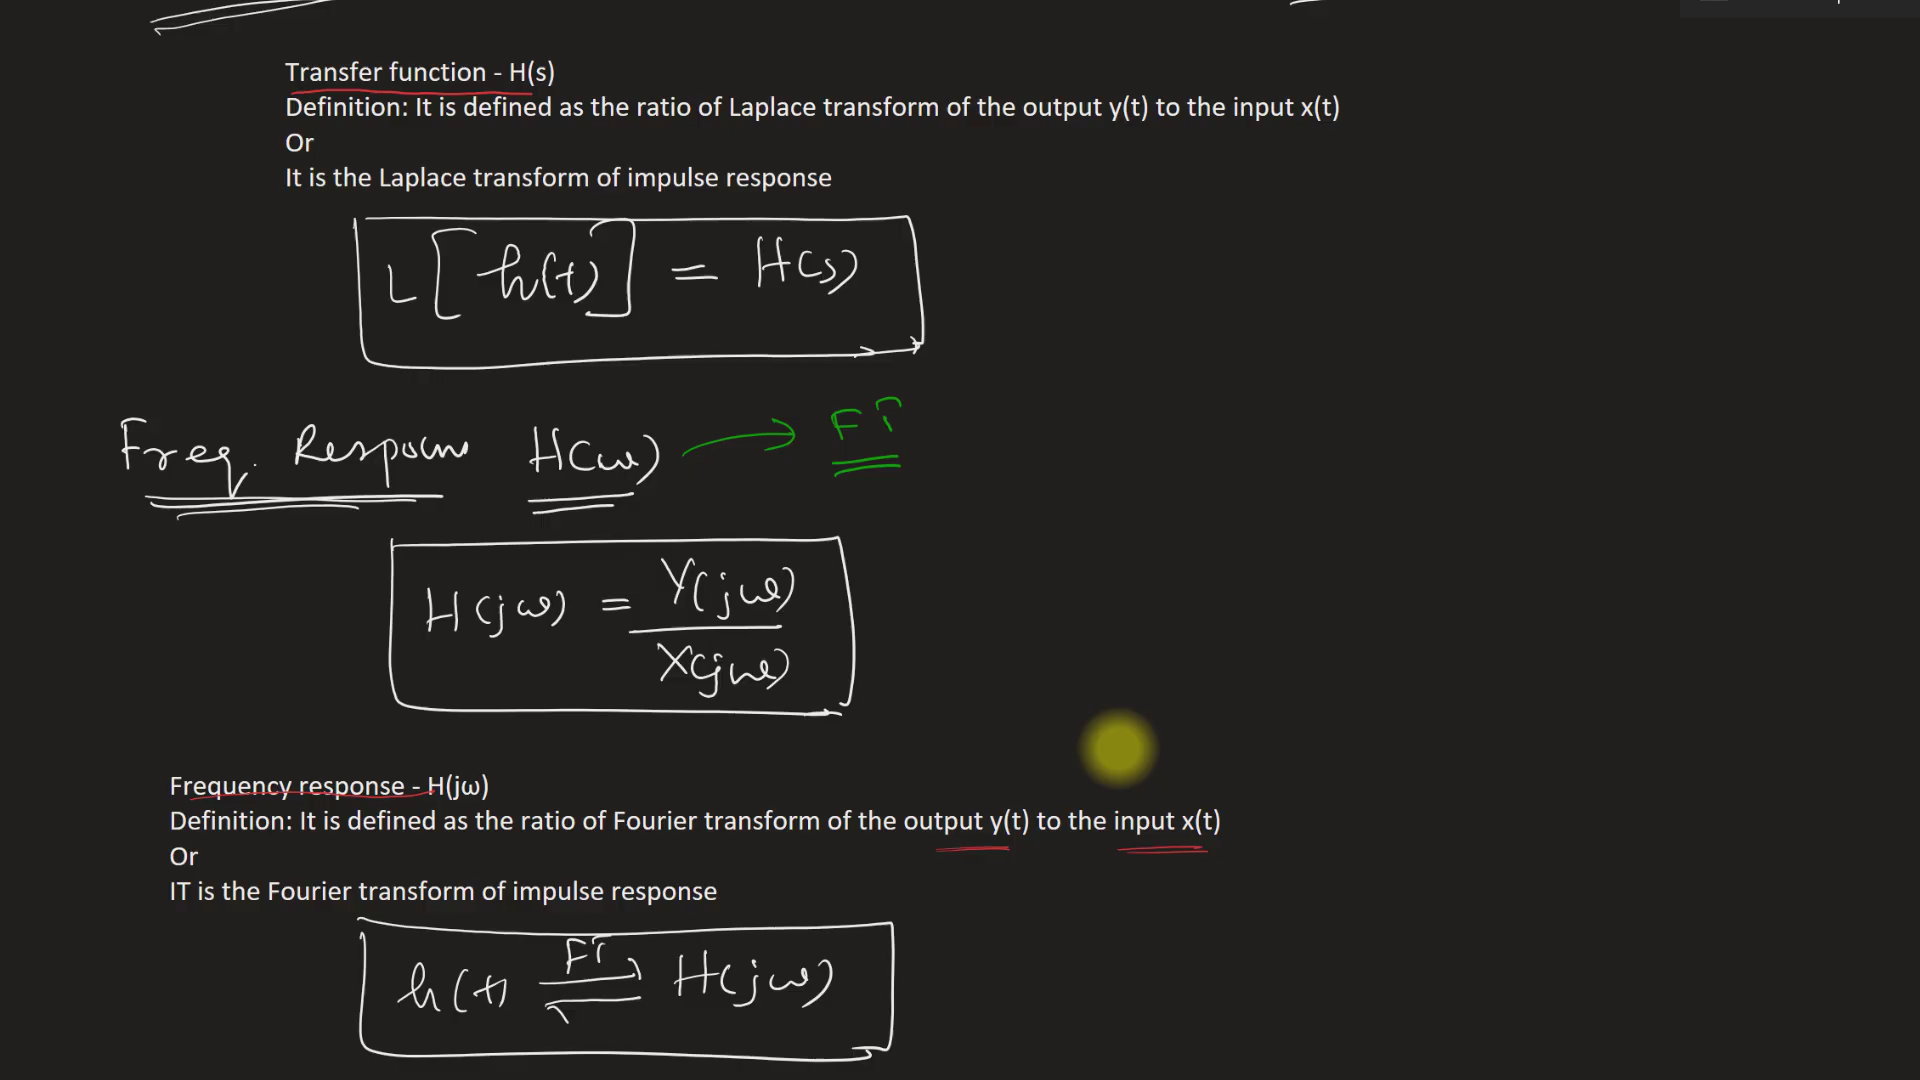 Transfer function - H(s)
Definition: It is defined as the ratio of Laplace transform of the output y(t) to the input x(t)
Or
It is the Laplace transform of impulse response
L[h(t)] = H(s)
Freq. Respons H(ω) → FT
H(jω) = Y(jω) / X(jω)
Frequency response - H(jω)
Definition: It is defined as the ratio of Fourier transform of the output y(t) to the input x(t)
Or
IT is the Fourier transform of impulse response
h(t) FT ⇌ H(jω)